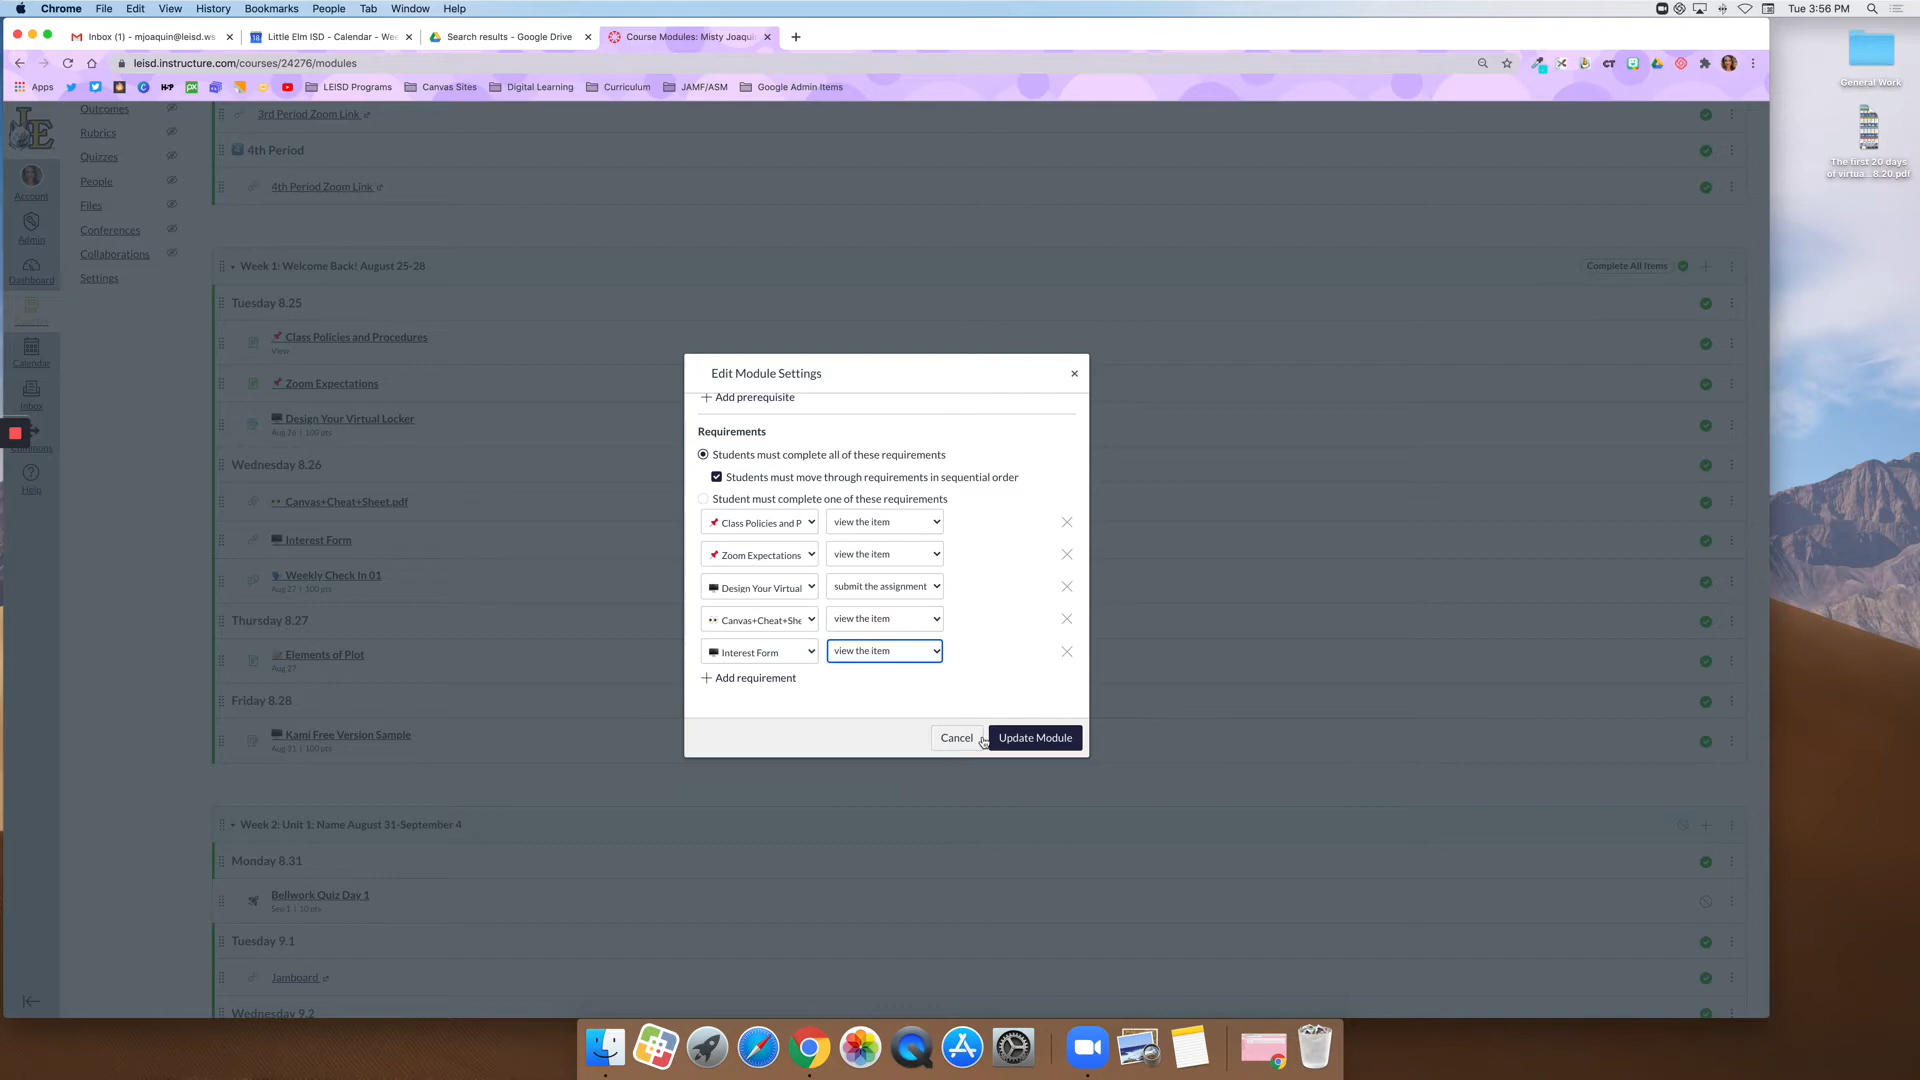 Chrome File Edit View History Bookmarks People Tab Window Help
Tue 3:56 PM
Inbox (1) - mjoaquin@leisd.ws
Little Elm ISD - Calendar - Wee
Search results - Google Drive
Course Modules: Misty Joaquin
leisd.instructure.com/courses/24276/modules
Apps
LEISD Programs
Canvas Sites
Digital Learning
Curriculum
JAMF/ASM
Google Admin Items
General Work
The first 20 days
of virtua...8.20.pdf
Account
Admin
Dashboard
Calendar
Inbox
Commons
Help
Outcomes
Rubrics
Quizzes
People
Files
Conferences
Collaborations
Settings
3rd Period Zoom Link
4th Period
4th Period Zoom Link
Week 1: Welcome Back! August 25-28
Complete All Items
Tuesday 8.25
Class Policies and Procedures
View
Zoom Expectations
Design Your Virtual Locker
Aug 26 | 100 pts
Wednesday 8.26
Canvas+Cheat+Sheet.pdf
Interest Form
Weekly Check In 01
Aug 27 | 100 pts
Thursday 8.27
Elements of Plot
Aug 27
Friday 8.28
Kami Free Version Sample
Aug 31 | 100 pts
Week 2: Unit 1: Name August 31-September 4
Monday 8.31
Bellwork Quiz Day 1
Sep 1 | 10 pts
Tuesday 9.1
Jamboard
Wednesday 9.2
Edit Module Settings
Add prerequisite
Requirements
Students must complete all of these requirements
Students must move through requirements in sequential order
Student must complete one of these requirements
Class Policies and P view the item
Zoom Expectations view the item
Design Your Virtual submit the assignment
Canvas+Cheat+She view the item
Interest Form view the item
Add requirement
Cancel
Update Module